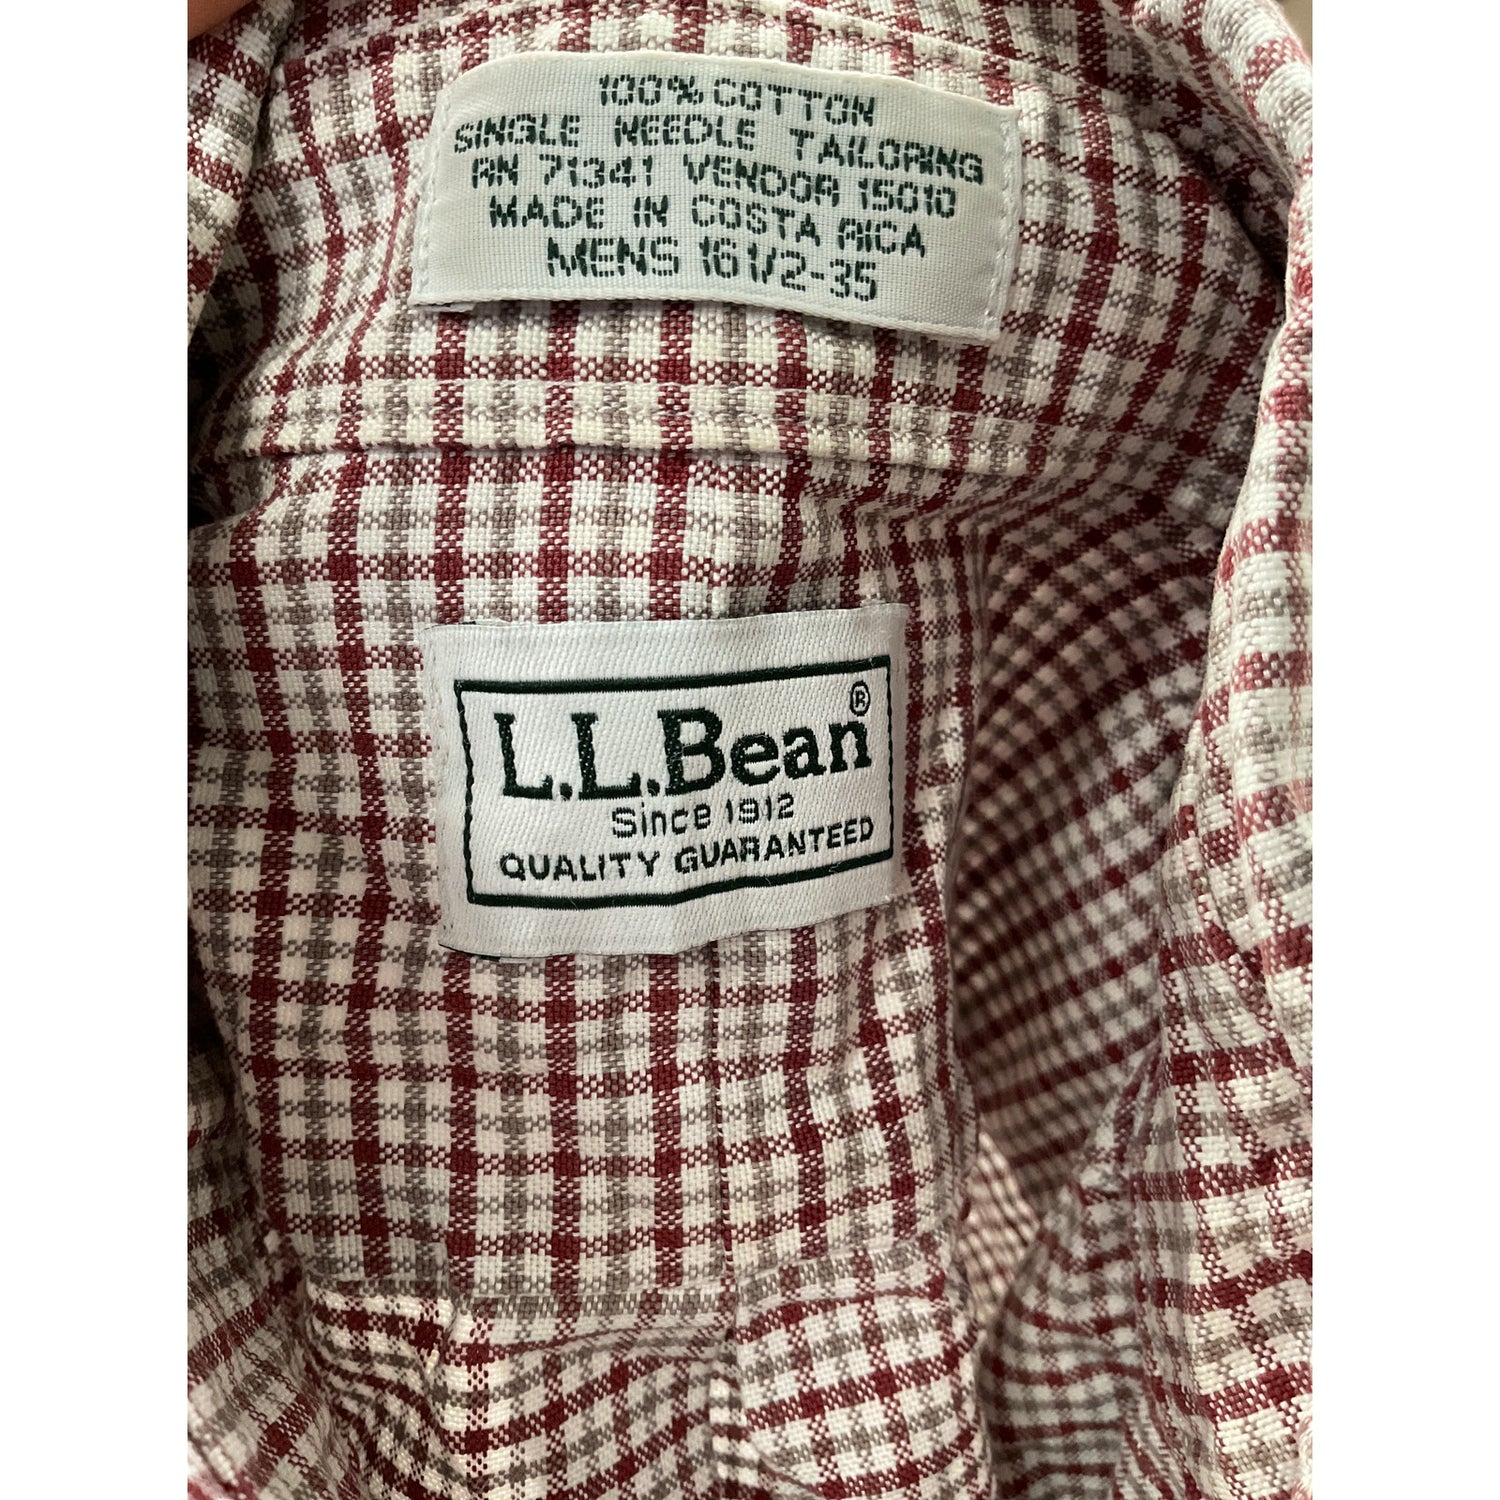 100% COTTON
SINGLE NEEDLE TAILORING
RN 71341 VENDOR 15010
MADE IN COSTA RICA
MENS 16 1/2-35
L.L.Bean®
Since 1912
QUALITY GUARANTEED